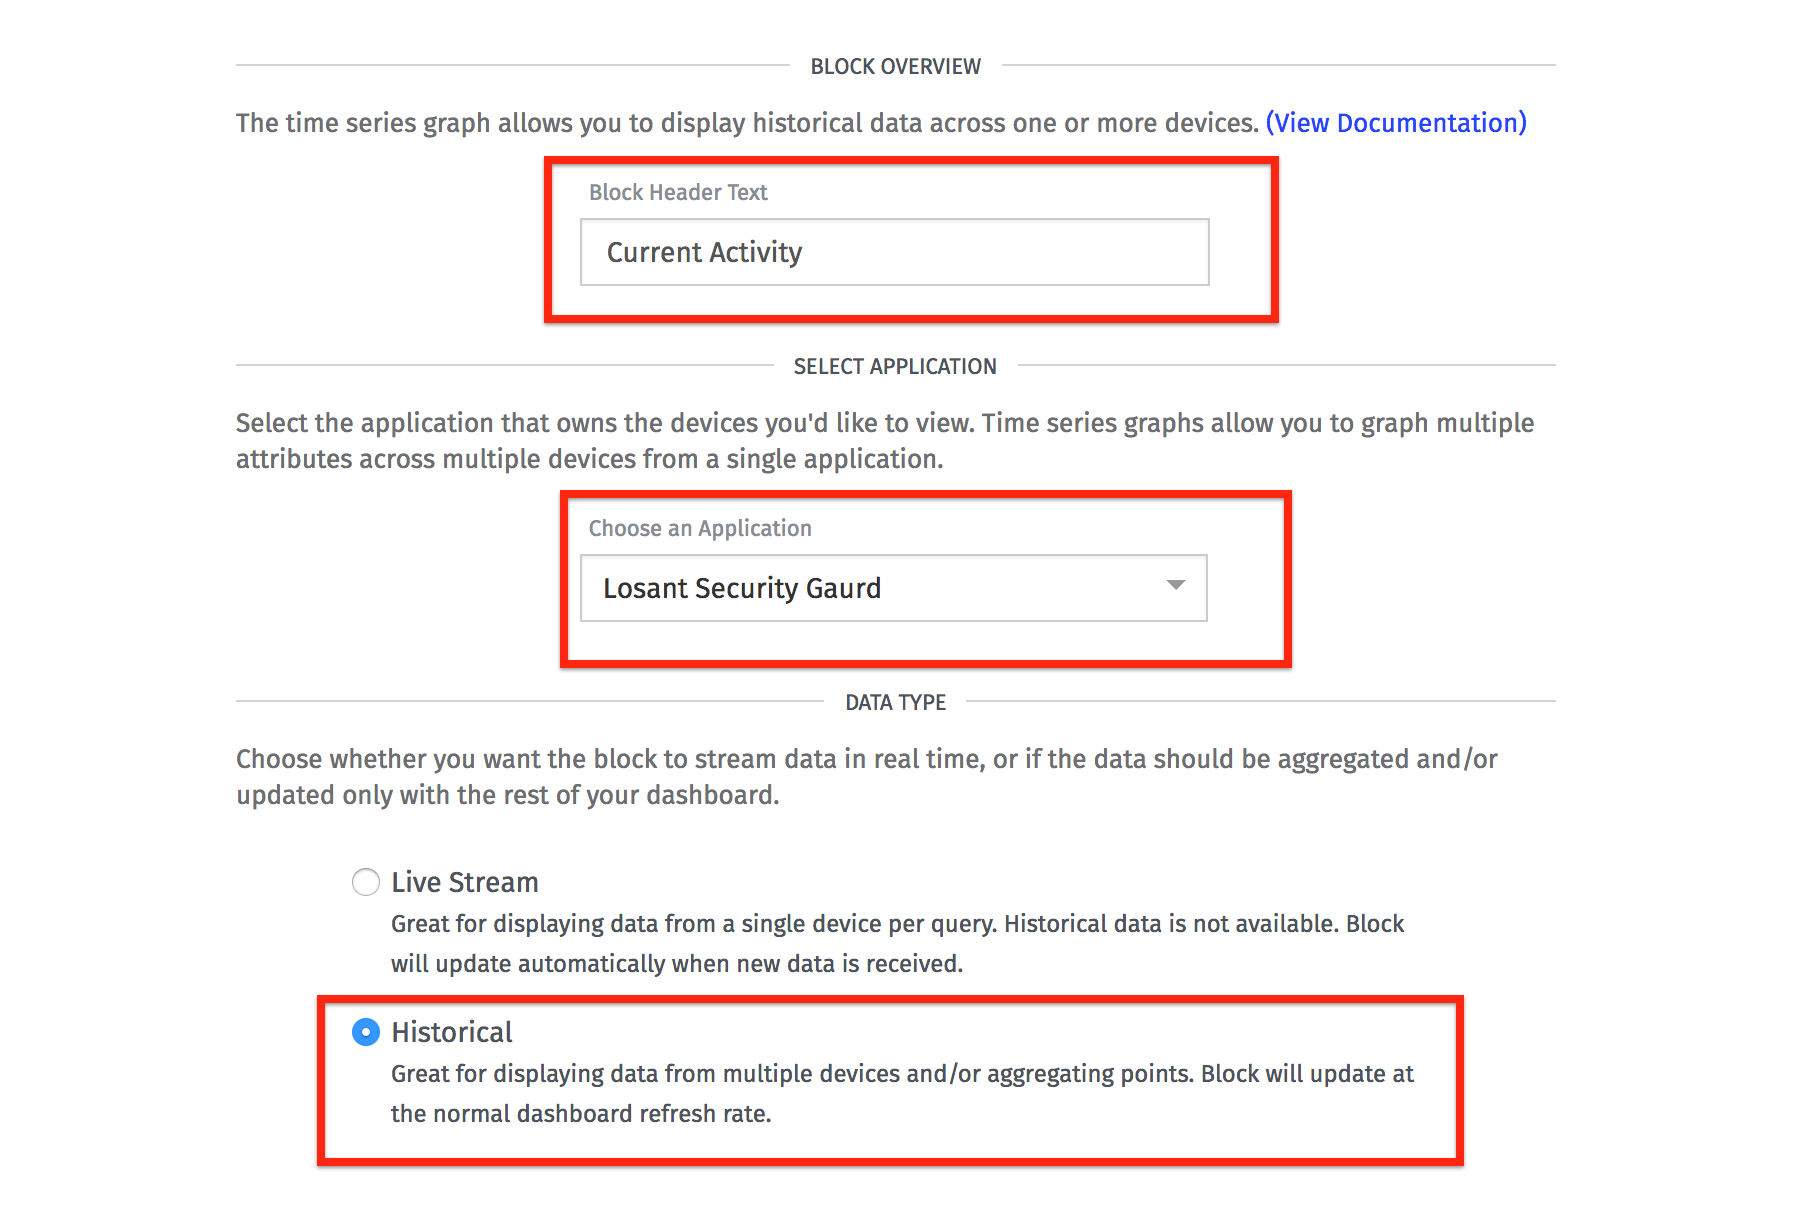 BLOCK OVERVIEW
The time series graph allows you to display historical data across one or more devices. (View Documentation)
Block Header Text
Current Activity
SELECT APPLICATION
Select the application that owns the devices you'd like to view. Time series graphs allow you to graph multiple
attributes across multiple devices from a single application.
Choose an Application
Losant Security Gaurd
DATA TYPE
Choose whether you want the block to stream data in real time, or if the data should be aggregated and/or
updated only with the rest of your dashboard.
Live Stream
Great for displaying data from a single device per query. Historical data is not available. Block
will update automatically when new data is received.
Historical
Great for displaying data from multiple devices and/or aggregating points. Block will update at
the normal dashboard refresh rate.